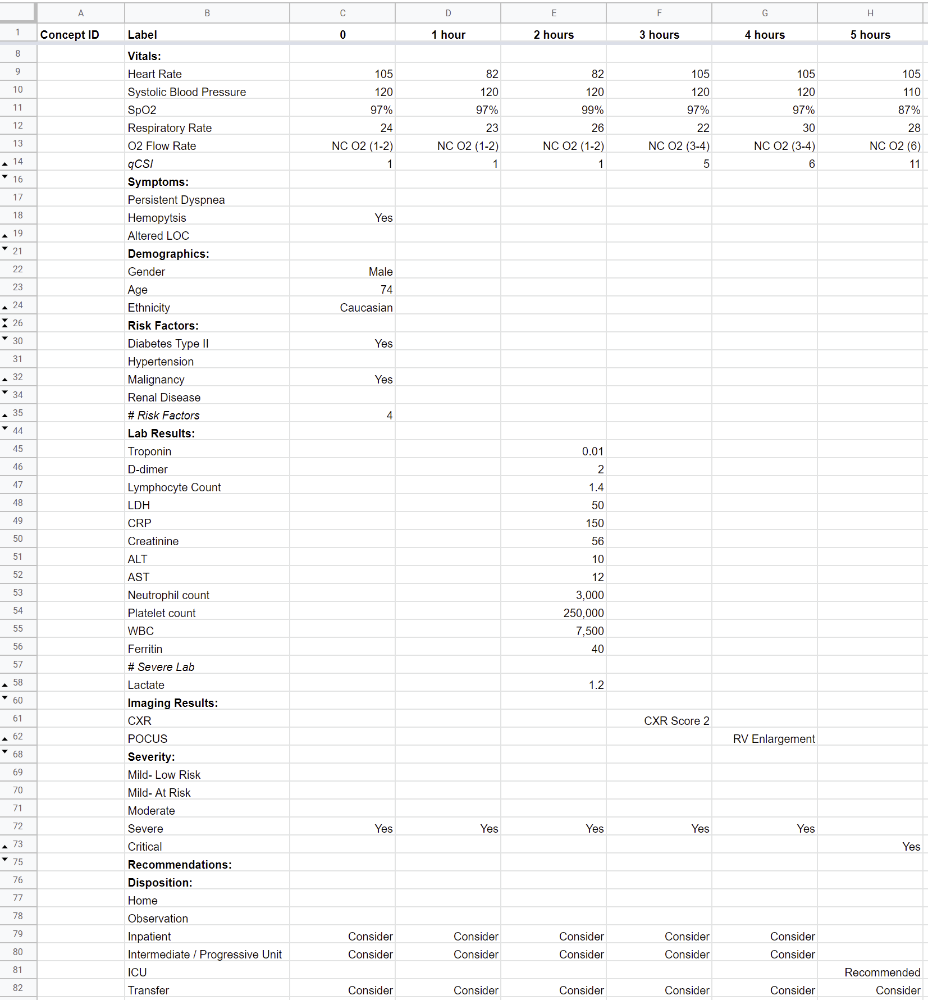 A B C D E F G H
1 Concept ID Label 0 1 hour 2 hours 3 hours 4 hours 5 hours
8 Vitals:
9 Heart Rate 105 82 82 105 105 105
10 Systolic Blood Pressure 120 120 120 120 120 110
11 SpO2 97% 97% 99% 97% 97% 87%
12 Respiratory Rate 24 23 26 22 30 28
13 O2 Flow Rate NC O2 (1-2) NC O2 (1-2) NC O2 (1-2) NC O2 (3-4) NC O2 (3-4) NC O2 (6)
14 qCSI 1 1 1 5 6 11
16 Symptoms:
17 Persistent Dyspnea
18 Hemopytsis Yes
19 Altered LOC
21 Demographics:
22 Gender Male
23 Age 74
24 Ethnicity Caucasian
26 Risk Factors:
30 Diabetes Type II Yes
31 Hypertension
32 Malignancy Yes
34 Renal Disease
35 # Risk Factors 4
44 Lab Results:
45 Troponin 0.01
46 D-dimer 2
47 Lymphocyte Count 1.4
48 LDH 50
49 CRP 150
50 Creatinine 56
51 ALT 10
52 AST 12
53 Neutrophil count 3,000
54 Platelet count 250,000
55 WBC 7,500
56 Ferritin 40
57 # Severe Lab
58 Lactate 1.2
60 Imaging Results:
61 CXR CXR Score 2
62 POCUS RV Enlargement
68 Severity:
69 Mild- Low Risk
70 Mild- At Risk
71 Moderate
72 Severe Yes Yes Yes Yes Yes
73 Critical Yes
75 Recommendations:
76 Disposition:
77 Home
78 Observation
79 Inpatient Consider Consider Consider Consider Consider
80 Intermediate / Progressive Unit Consider Consider Consider Consider Consider
81 ICU Recommended
82 Transfer Consider Consider Consider Consider Consider Consider